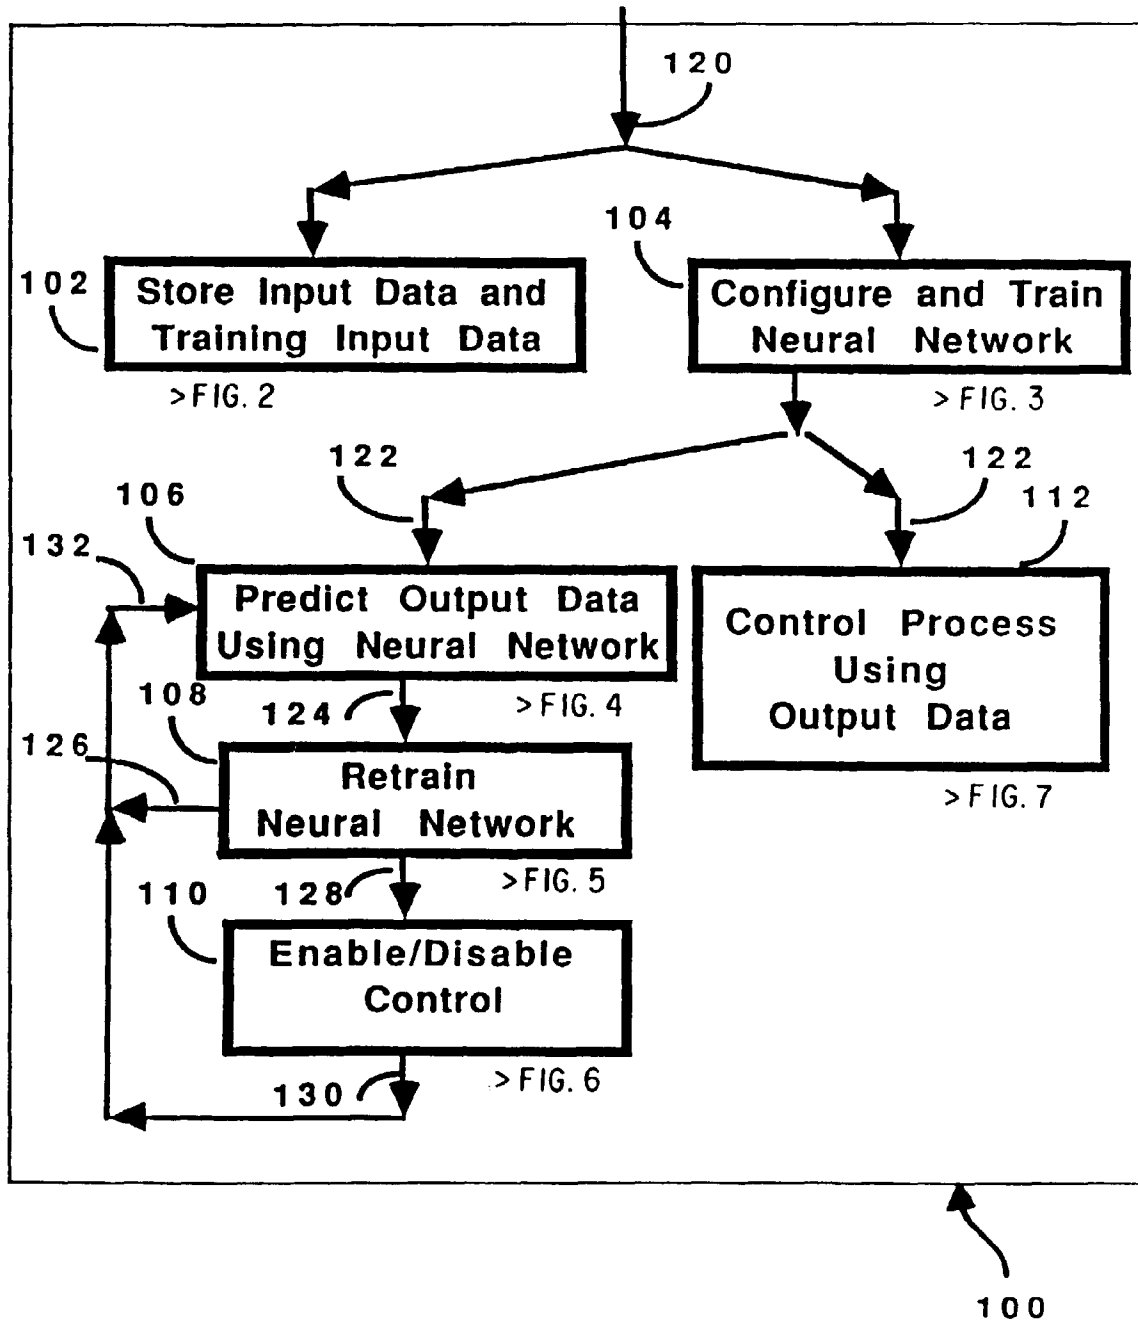 120
104
102
Store Input Data and
Training Input Data
Configure and Train
Neural Network
>FIG. 2
>FIG. 3
122
122
106
112
132
Predict Output Data
Using Neural Network
Control Process
Using
Output Data
108
124
>FIG. 4
126
Retrain
Neural Network
>FIG. 7
110
128
>FIG. 5
Enable/Disable
Control
130
>FIG. 6
100